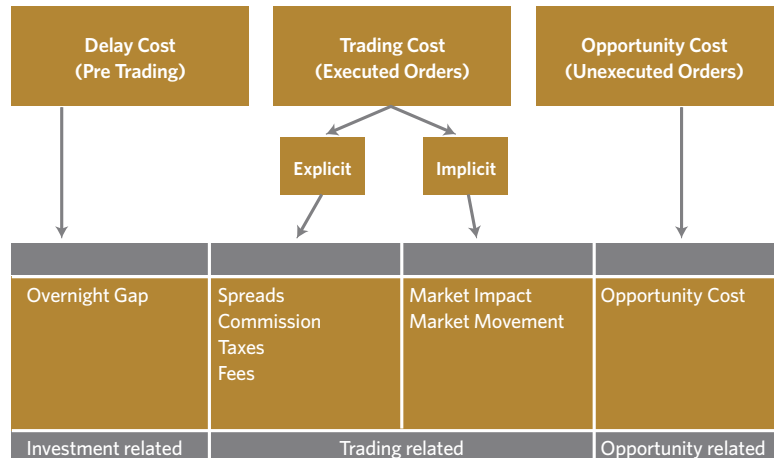 Delay Cost
(Pre Trading)
Trading Cost
(Executed Orders)
Opportunity Cost
(Unexecuted Orders)
Explicit
Implicit
Overnight Gap
Spreads
Commission
Taxes
Fees
Market Impact
Market Movement
Opportunity Cost
Investment related
Trading related
Opportunity related